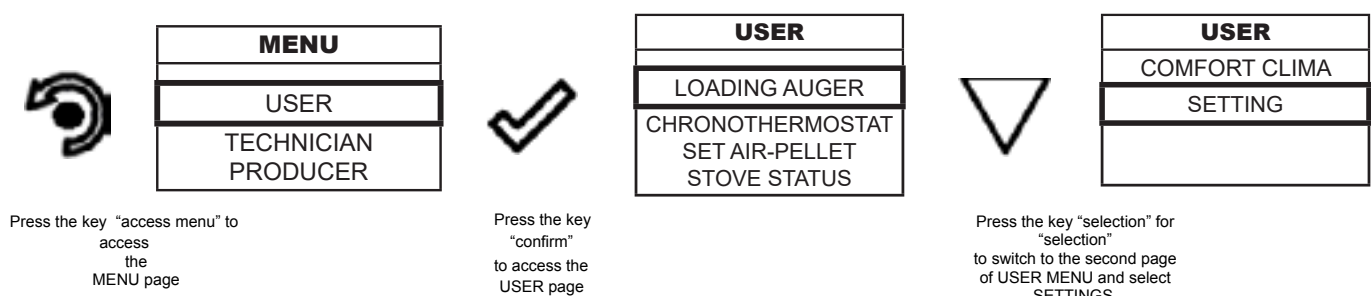 MENU
USER
TECHNICIAN
PRODUCER
Press the key “access menu” to
access
the
MENU page
USER
LOADING AUGER
CHRONOTHERMOSTAT
SET AIR-PELLET
STOVE STATUS
Press the key
“confirm”
to access the
USER page
USER
COMFORT CLIMA
SETTING
Press the key “selection” for
“selection”
to switch to the second page
of USER MENU and select
SETTINGS